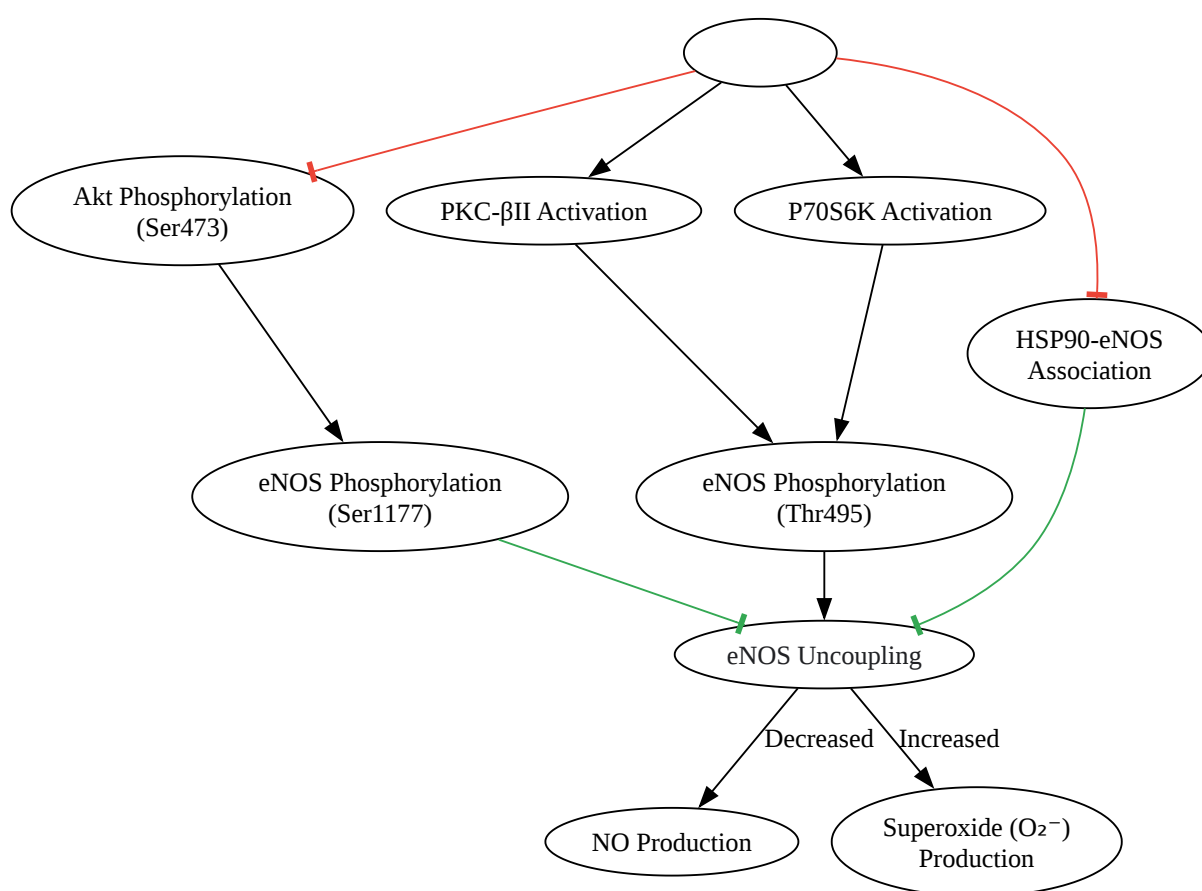 Akt Phosphorylation
(Ser473)
PKC-βII Activation
P70S6K Activation
HSP90-eNOS
Association
eNOS Phosphorylation
(Ser1177)
eNOS Phosphorylation
(Thr495)
eNOS Uncoupling
Decreased
Increased
NO Production
Superoxide (O₂⁻)
Production